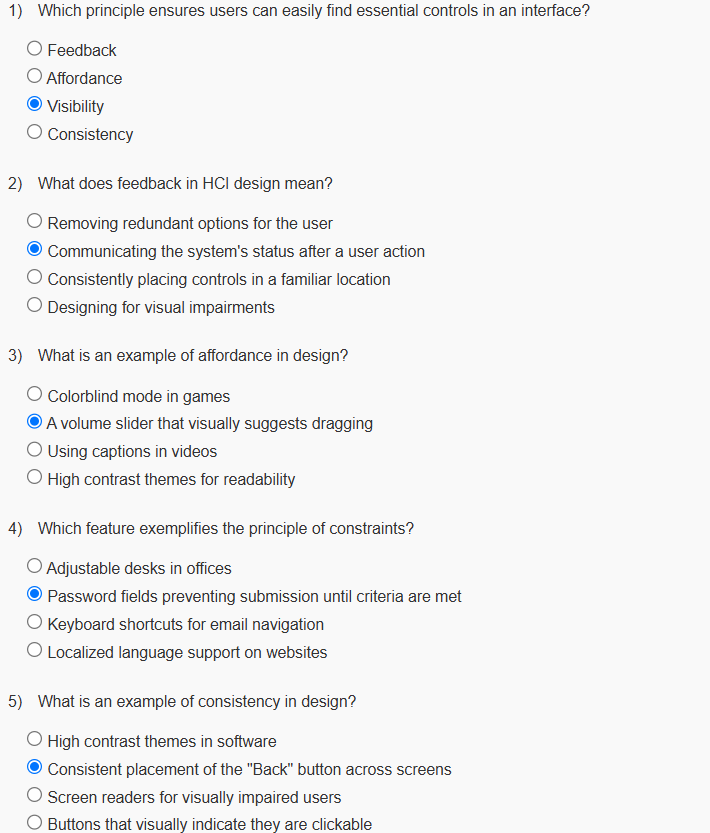 1) Which principle ensures users can easily find essential controls in an interface?
Feedback
Affordance
Visibility
Consistency
2) What does feedback in HCI design mean?
Removing redundant options for the user
Communicating the system's status after a user action
Consistently placing controls in a familiar location
Designing for visual impairments
3) What is an example of affordance in design?
Colorblind mode in games
A volume slider that visually suggests dragging
Using captions in videos
High contrast themes for readability
4) Which feature exemplifies the principle of constraints?
Adjustable desks in offices
Password fields preventing submission until criteria are met
Keyboard shortcuts for email navigation
Localized language support on websites
5) What is an example of consistency in design?
High contrast themes in software
Consistent placement of the "Back" button across screens
Screen readers for visually impaired users
Buttons that visually indicate they are clickable